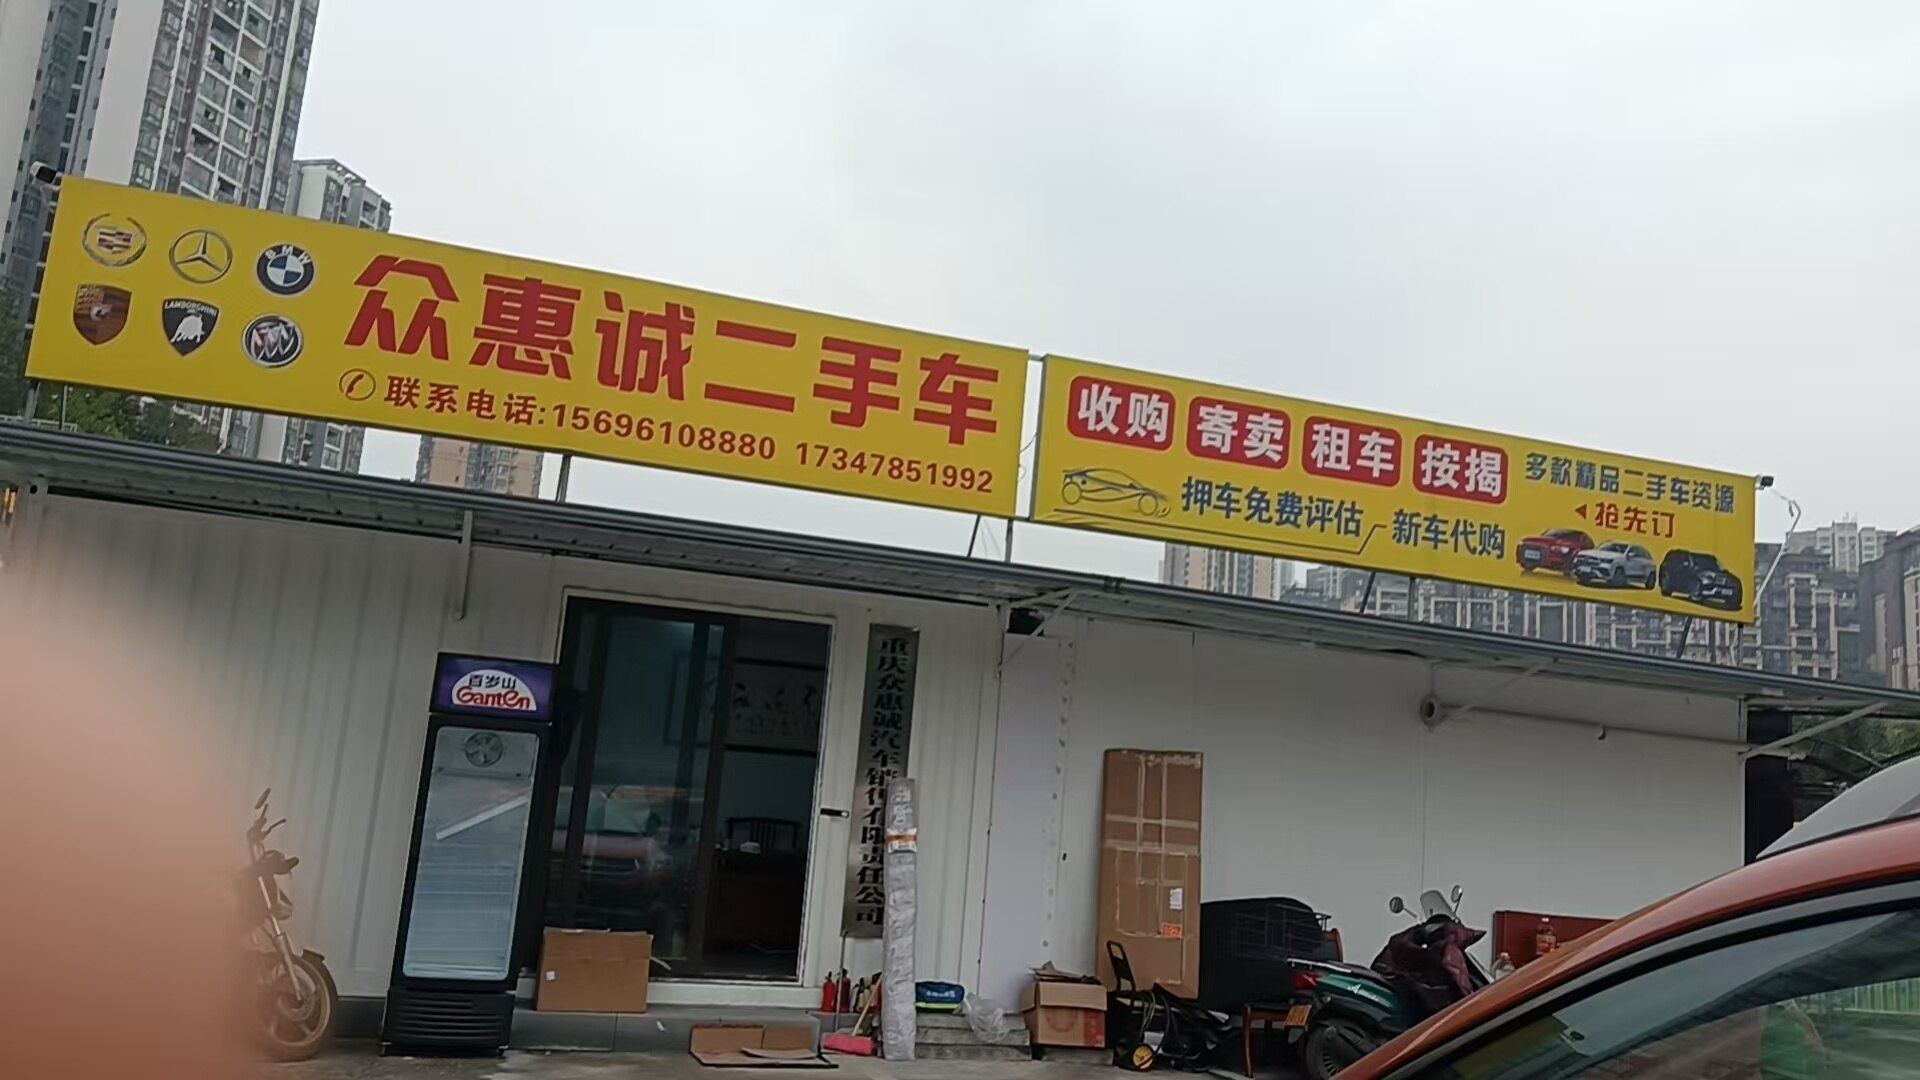 BMW
LAMBORGHINI
众惠诚二手车
联系电话:15696108880 17347851992
收购 寄卖 租车 按揭
多款精品二手车资源
抢先订
押车免费评估 新车代购
百岁山
Ganten
重庆众惠诚汽车销售有限责任公司